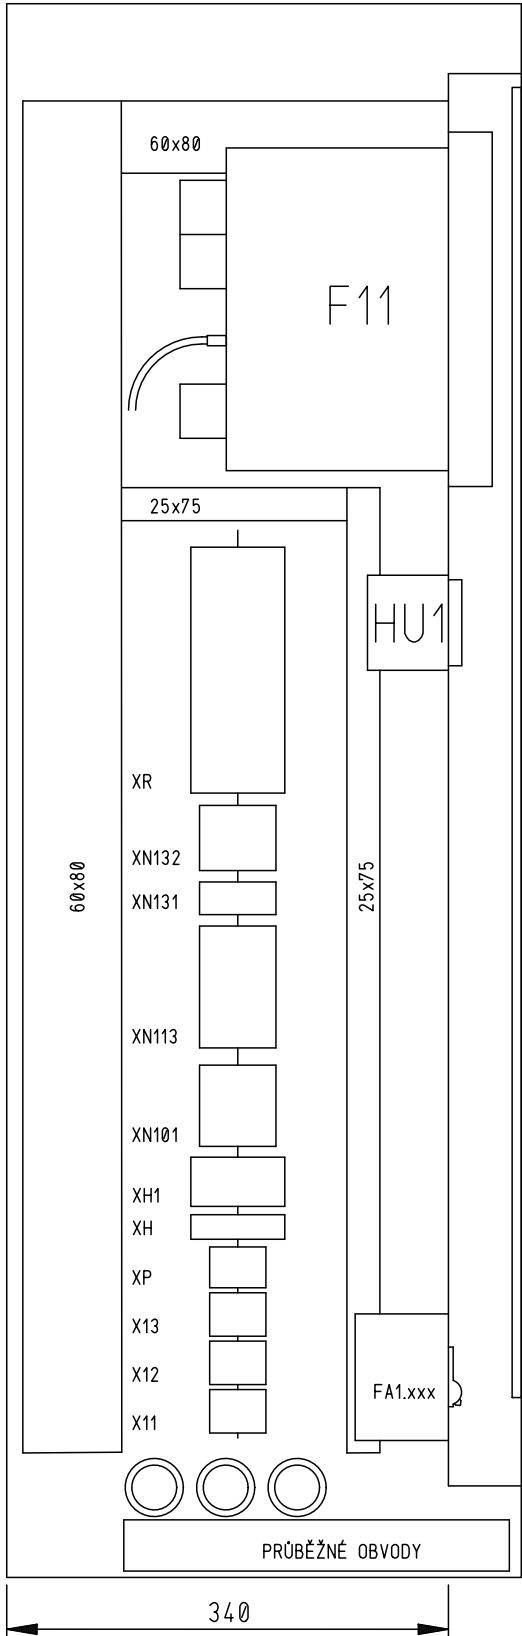 60x80
F11
25x75
HU1
XR
XN132
60x80
25x75
XN131
XN113
XN101
XH1
XH
XP
X13
X12
FA1.xxx
X11
PRŮBĚŽNÉ OBVODY
340